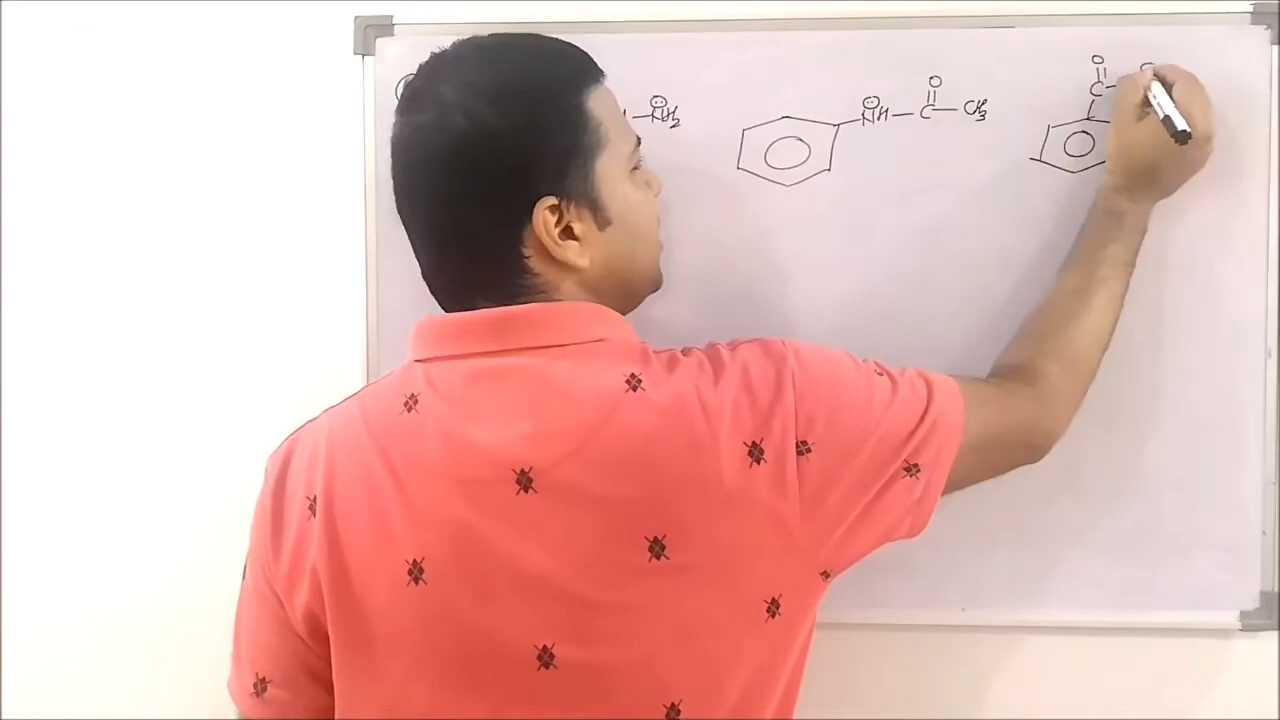 NH2
NH — C — CH3
O
O
C